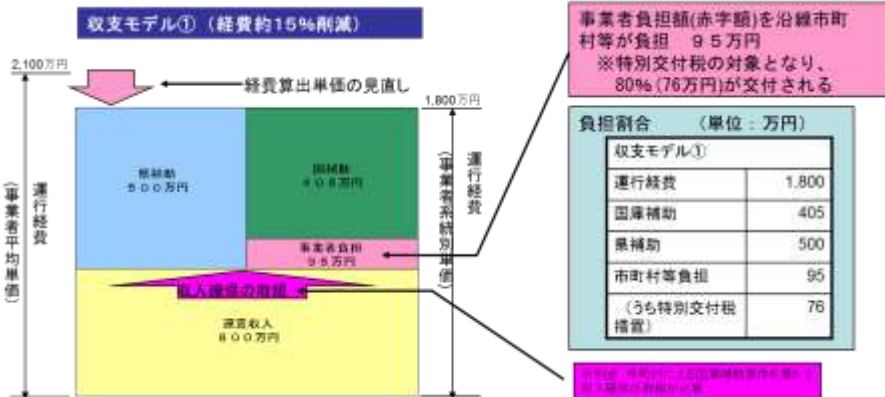 収支モデル①（経費約15％削減）
2,100万円
経費算出単価の見直し
1,800万円
運行経費
(事業者平均単価)
県補助
500万円
国補助
405万円
事業者負担
95万円
収入確保の取組
運賃収入
800万円
運行経費
(事業者系統別単価)
事業者負担額(赤字額)を沿線市町
村等が負担　９５万円
※特別交付税の対象となり、
80%(76万円)が交付される
負担割合　（単位：万円）
収支モデル①
運行経費 1,800
国庫補助 405
県補助 500
市町村等負担 95
（うち特別交付税 76
措置）